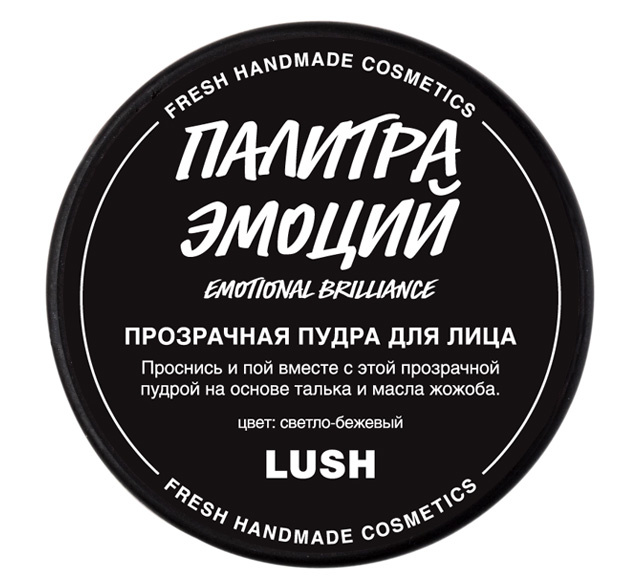 FRESH HANDMADE COSMETICS
ПАЛИТРА
ЭМОЦИЙ
EMOTIONAL BRILLIANCE
ПРОЗРАЧНАЯ ПУДРА ДЛЯ ЛИЦА
Проснись и пой вместе с этой прозрачной
пудрой на основе талька и масла жожоба.
цвет: светло-бежевый
LUSH
FRESH HANDMADE COSMETICS